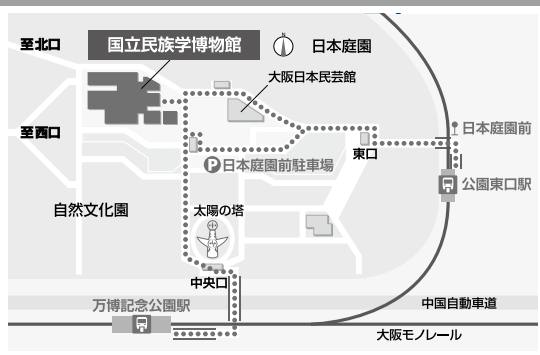 至北口
国立民族学博物館
日本庭園
大阪日本民芸館
至西口
日本庭園前
東口
P日本庭園前駐車場
公園東口駅
自然文化園
太陽の塔
中央口
万博記念公園駅
中国自動車道
大阪モノレール